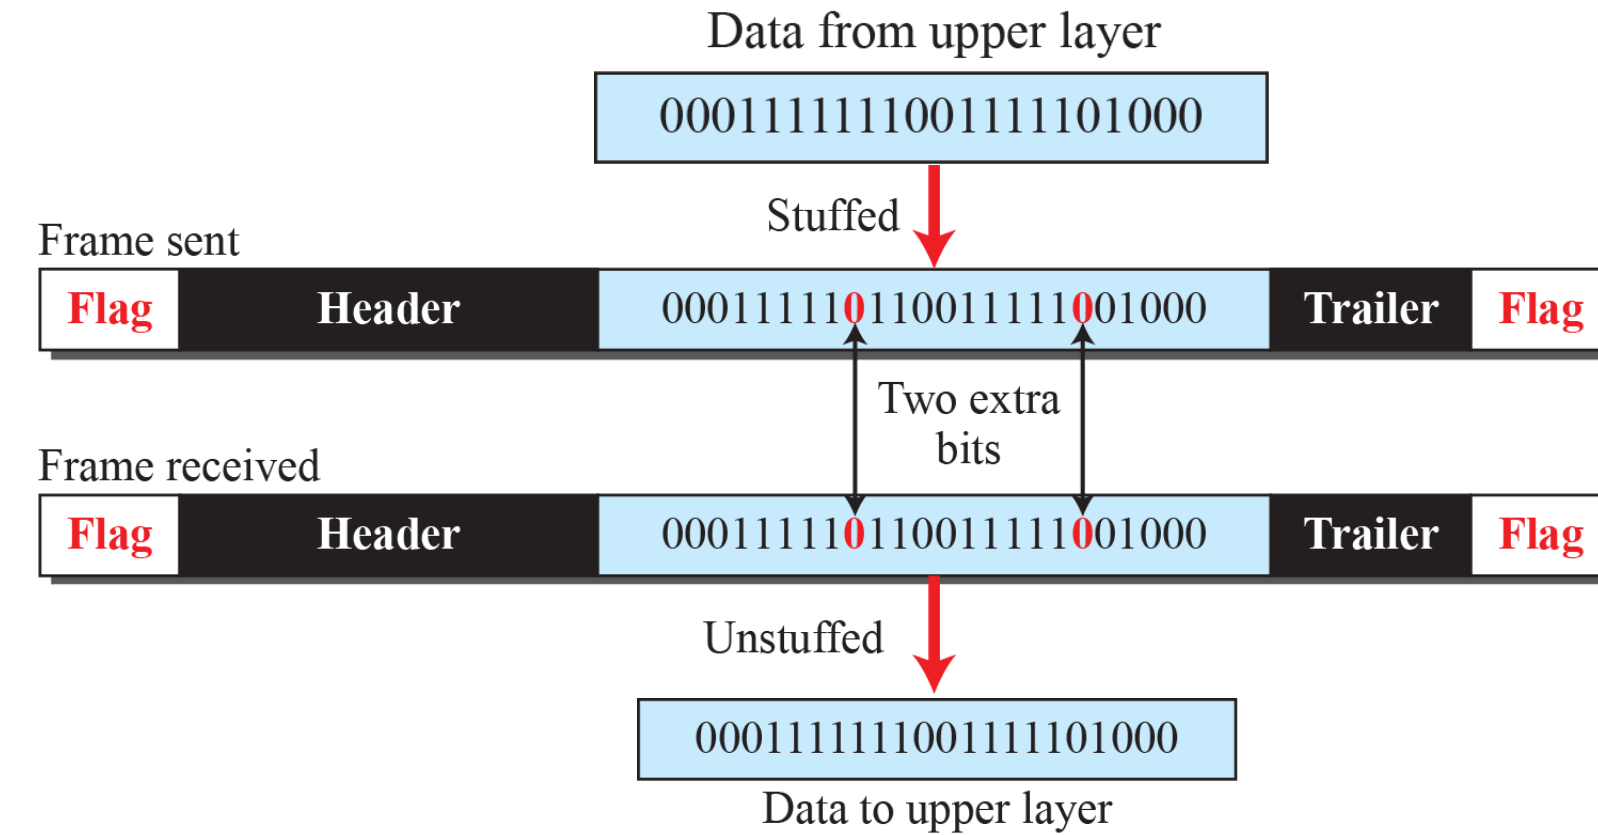 Data from upper layer
0001111111001111101000
Stuffed
Frame sent
Flag Header 000111110110011111001000 Trailer Flag
Two extra
bits
Frame received
Flag Header 000111110110011111001000 Trailer Flag
Unstuffed
0001111111001111101000
Data to upper layer